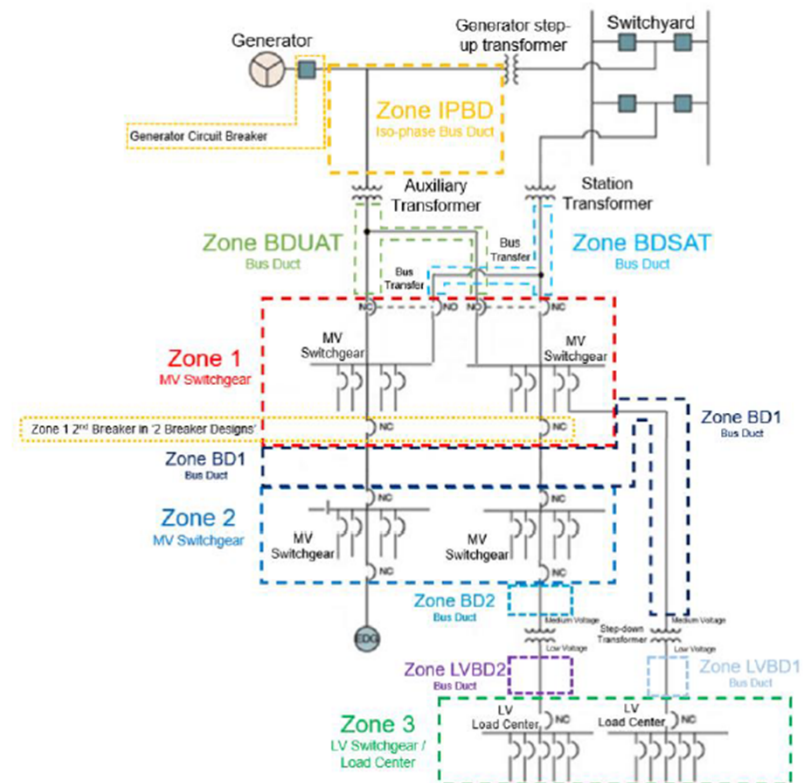 Generator step-
up transformer
Switchyard
Generator
Generator Circuit Breaker
Zone IPBD
Iso-phase Bus Duct
Auxiliary
Transformer
Station
Transformer
Zone BDUAT
Bus Duct
Bus
Transfer
Zone BDSAT
Bus Duct
Bus
Transfer
NC
NO
NO
NC
Zone 1
MV Switchgear
MV
Switchgear
MV
Switchgear
Zone 1 2nd Breaker in '2 Breaker Designs'
NC
NC
Zone BD1
Bus Duct
Zone BD1
Bus Duct
NC
NC
Zone 2
MV Switchgear
MV
Switchgear
MV
Switchgear
NC
NC
Zone BD2
Bus Duct
EDG
Medium Voltage
Medium Voltage
Step-down
Transformer
Low Voltage
Low Voltage
Zone LVBD2
Bus Duct
Zone LVBD1
Bus Duct
Zone 3
LV Switchgear /
Load Center
LV
Load Center
NC
LV
Load Center
NC